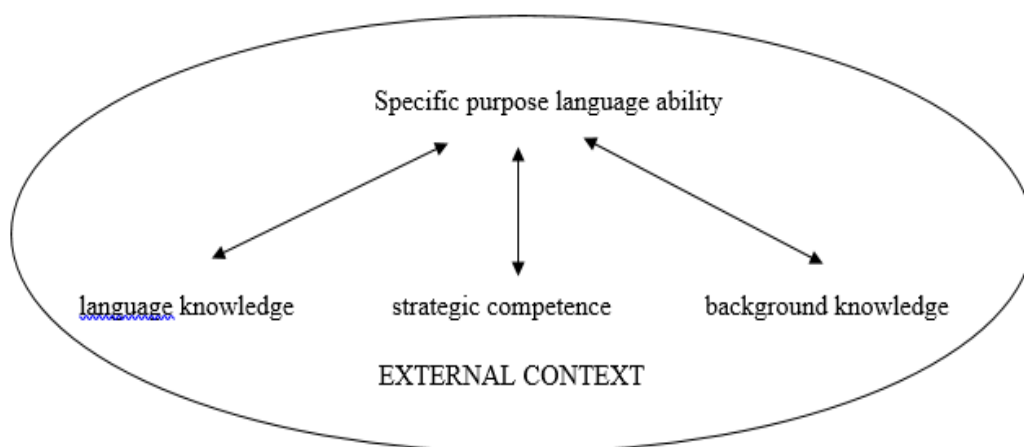 Specific purpose language ability
language knowledge strategic competence background knowledge
EXTERNAL CONTEXT